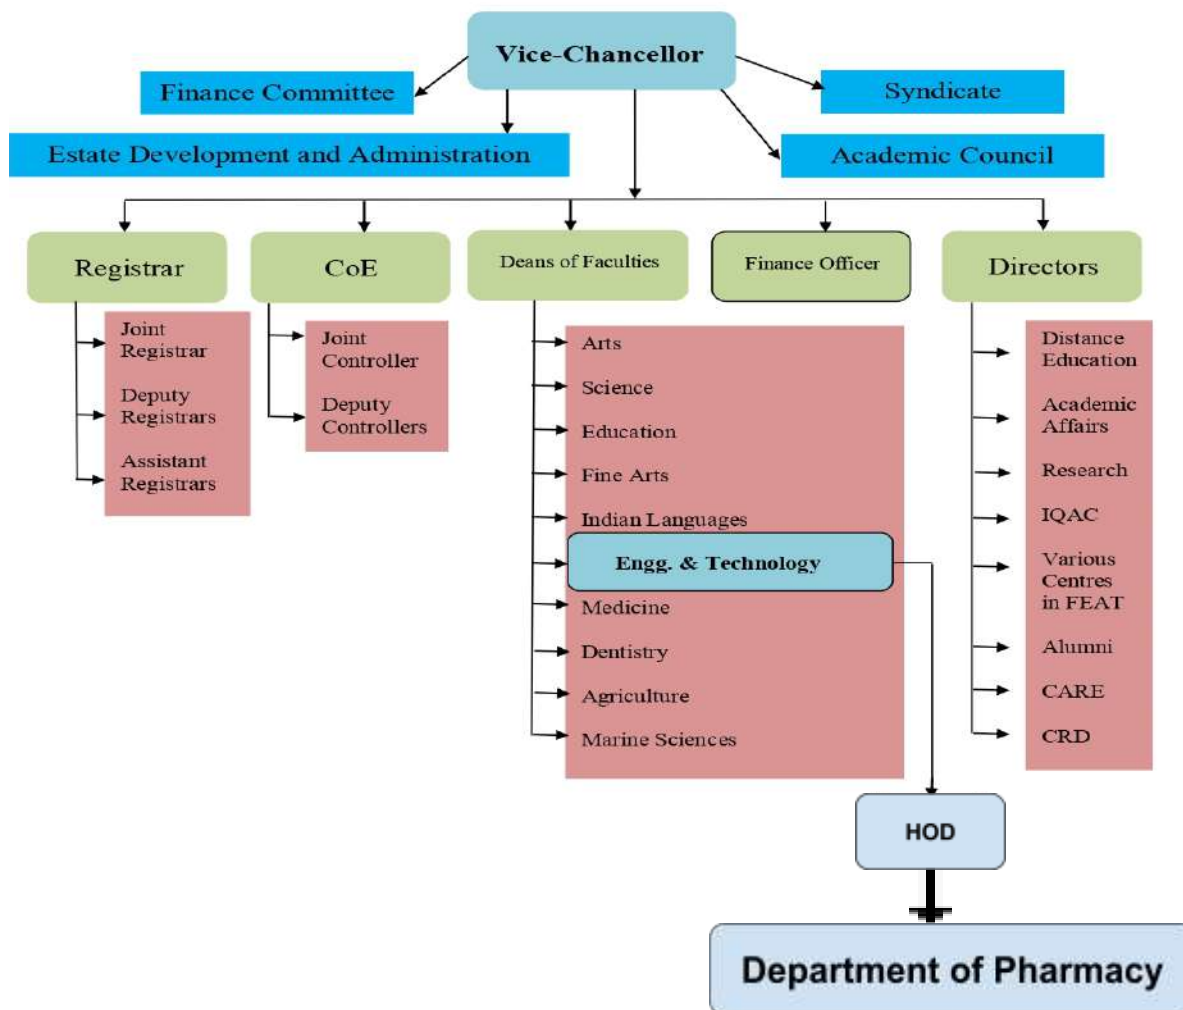 Vice-Chancellor
Finance Committee
Syndicate
Estate Development and Administration
Academic Council
Registrar
CoE
Deans of Faculties
Finance Officer
Directors
Joint
Registrar
Deputy
Registrars
Assistant
Registrars
Joint
Controller
Deputy
Controllers
Arts
Science
Education
Fine Arts
Indian Languages
Engg. & Technology
Medicine
Dentistry
Agriculture
Marine Sciences
Distance
Education
Academic
Affairs
Research
IQAC
Various
Centres
in FEAT
Alumni
CARE
CRD
HOD
Department of Pharmacy